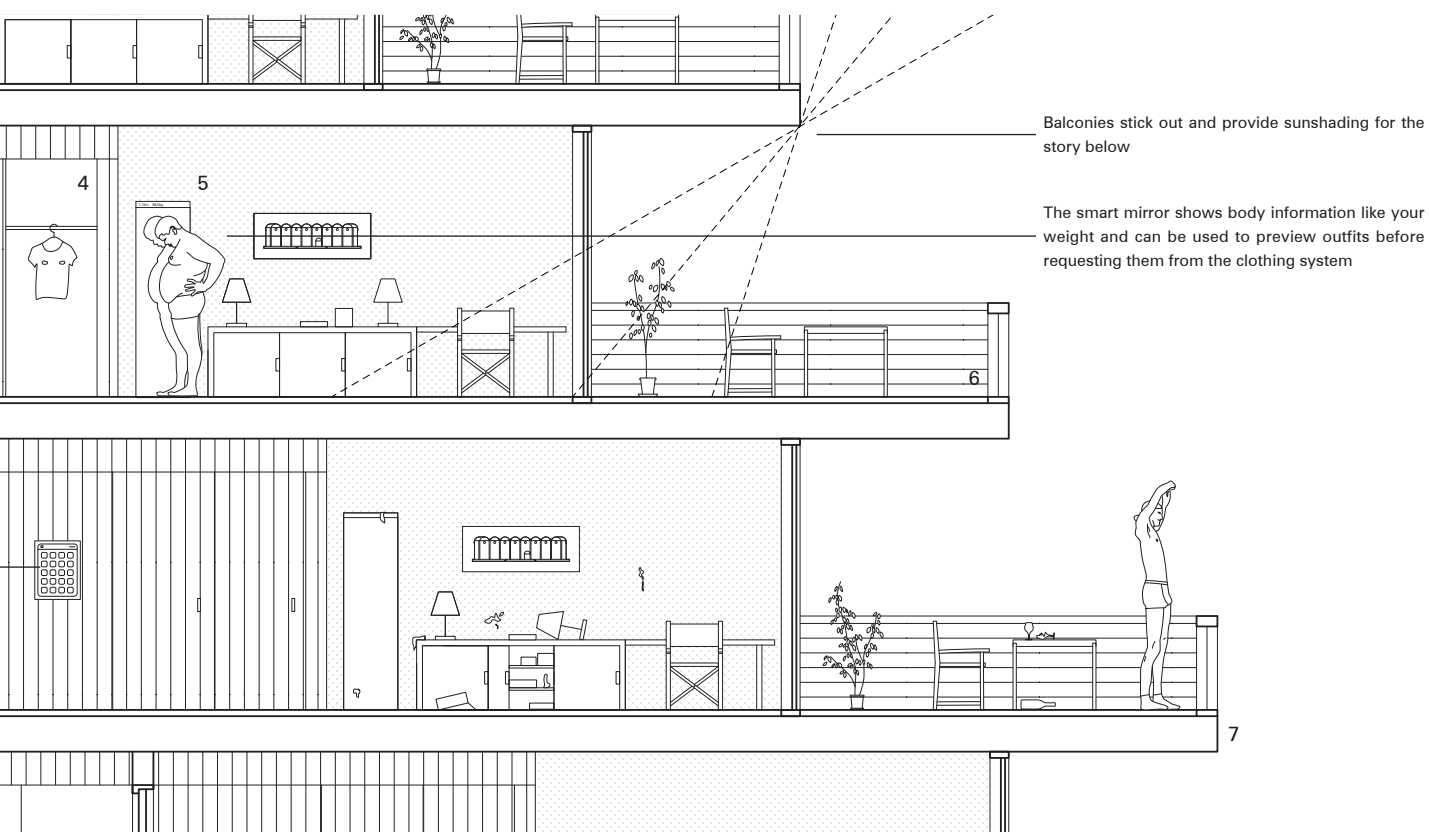 Balconies stick out and provide sunshading for the
story below
4
5
The smart mirror shows body information like your
weight and can be used to preview outfits before
requesting them from the clothing system
6
7